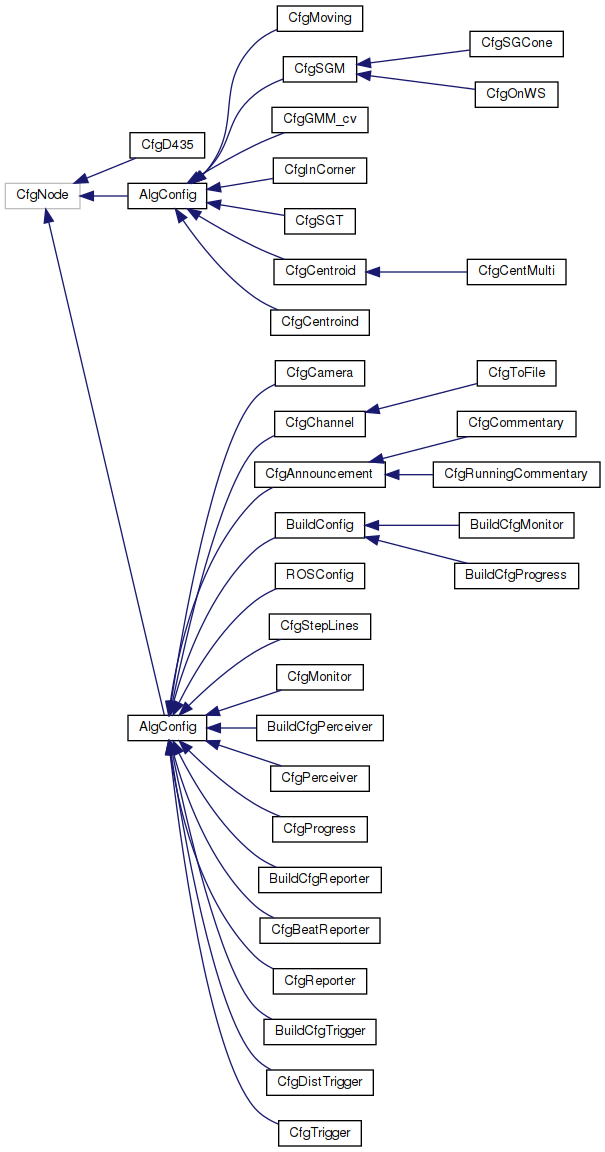 CfgMoving
CfgSGCone
CfgSGM
CfgOnWS
CfgGMM_cv
CfgD435
CfgInCorner
CfgNode
AlgConfig
CfgSGT
CfgCentroid
CfgCentMulti
CfgCentroind
CfgCamera
CfgToFile
CfgChannel
CfgCommentary
CfgAnnouncement
CfgRunningCommentary
BuildConfig
BuildCfgMonitor
ROSConfig
BuildCfgProgress
CfgStepLines
CfgMonitor
AlgConfig
BuildCfgPerceiver
CfgPerceiver
CfgProgress
BuildCfgReporter
CfgBeatReporter
CfgReporter
BuildCfgTrigger
CfgDistTrigger
CfgTrigger